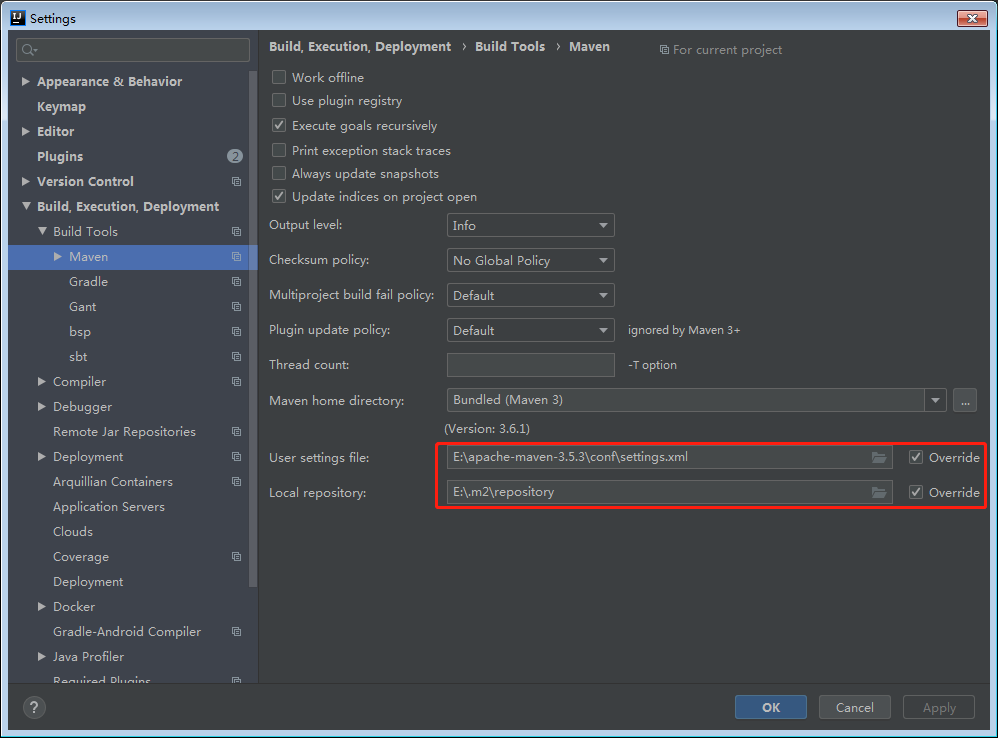 Settings
Build, Execution, Deployment › Build Tools › Maven For current project
Appearance & Behavior
Keymap
Editor
Plugins 2
Version Control
Build, Execution, Deployment
Build Tools
Maven
Gradle
Gant
bsp
sbt
Compiler
Debugger
Remote Jar Repositories
Deployment
Arquillian Containers
Application Servers
Clouds
Coverage
Deployment
Docker
Gradle-Android Compiler
Java Profiler
Required Plugins
Work offline
Use plugin registry
Execute goals recursively
Print exception stack traces
Always update snapshots
Update indices on project open
Output level: Info
Checksum policy: No Global Policy
Multiproject build fail policy: Default
Plugin update policy: Default ignored by Maven 3+
Thread count: -T option
Maven home directory: Bundled (Maven 3) ...
(Version: 3.6.1)
User settings file: E:\apache-maven-3.5.3\conf\settings.xml Override
Local repository: E:\.m2\repository Override
? OK Cancel Apply